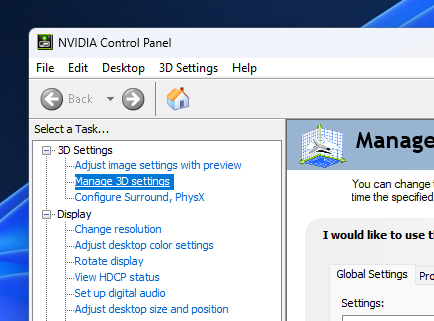 NVIDIA Control Panel
File Edit Desktop 3D Settings Help
Back
Select a Task...
3D Settings
Adjust image settings with preview
Manage 3D settings
Configure Surround, PhysX
Display
Change resolution
Adjust desktop color settings
Rotate display
View HDCP status
Set up digital audio
Adjust desktop size and position
Manage
You can change
time the specified
I would like to use
Global Settings
Settings: